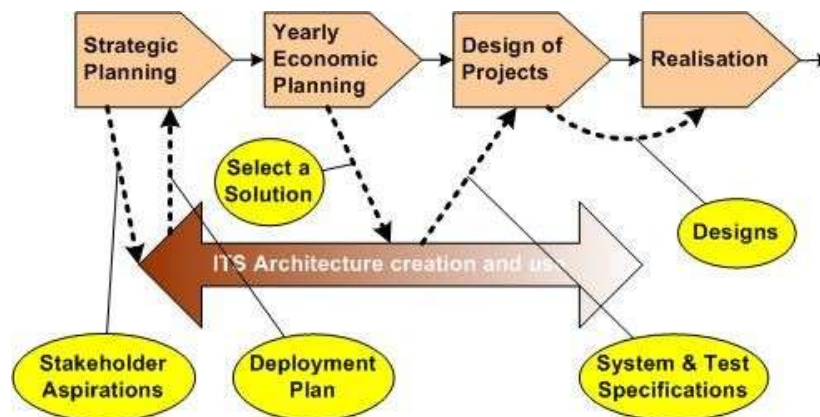 Strategic
Planning
Yearly
Economic
Planning
Design of
Projects
Realisation
Select a
Solution
Designs
ITS Architecture creation and use
Stakeholder
Aspirations
Deployment
Plan
System & Test
Specifications